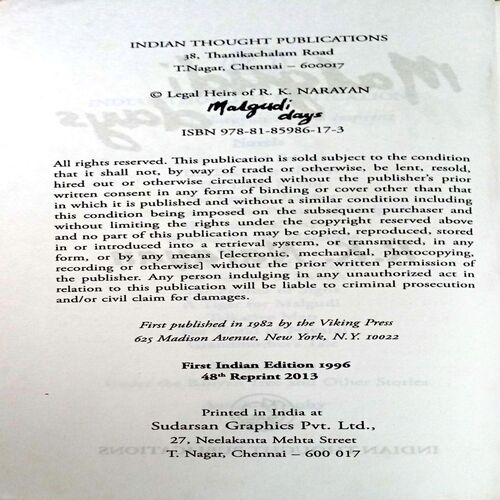 INDIAN THOUGHT PUBLICATIONS
38, Thanikachalam Road
T.Nagar, Chennai – 600017
© Legal Heirs of R. K. NARAYAN
Malgudi
days
ISBN 978-81-85986-17-3
All rights reserved. This publication is sold subject to the condition
that it shall not, by way of trade or otherwise, be lent, resold,
hired out or otherwise circulated without the publisher's prior
written consent in any form of binding or cover other than that
in which it is published and without a similar condition including
this condition being imposed on the subsequent purchaser and
without limiting the rights under the copyright reserved above
and no part of this publication may be copied, reproduced, stored
in or introduced into a retrieval system, or transmitted, in any
form, or by any means [electronic, mechanical, photocopying,
recording or otherwise] without the prior written permission of
the publisher. Any person indulging in any unauthorized act in
relation to this publication will be liable to criminal prosecution
and/or civil claim for damages.
First published in 1982 by the Viking Press
625 Madison Avenue, New York, N.Y. 10022
First Indian Edition 1996
48th Reprint 2013
Printed in India at
Sudarsan Graphics Pvt. Ltd.,
27, Neelakanta Mehta Street
T. Nagar, Chennai – 600 017